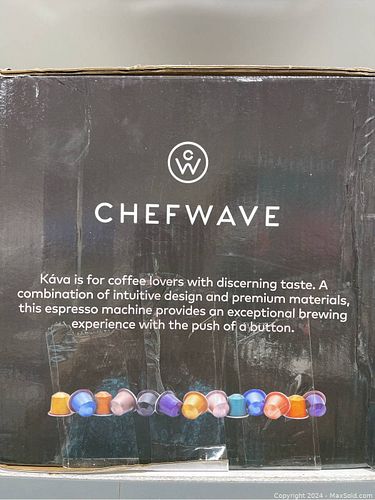 CW
CHEFWAVE
Káva is for coffee lovers with discerning taste. A
combination of intuitive design and premium materials,
this espresso machine provides an exceptional brewing
experience with the push of a button.
Copyright 2024 - MaxSold.com